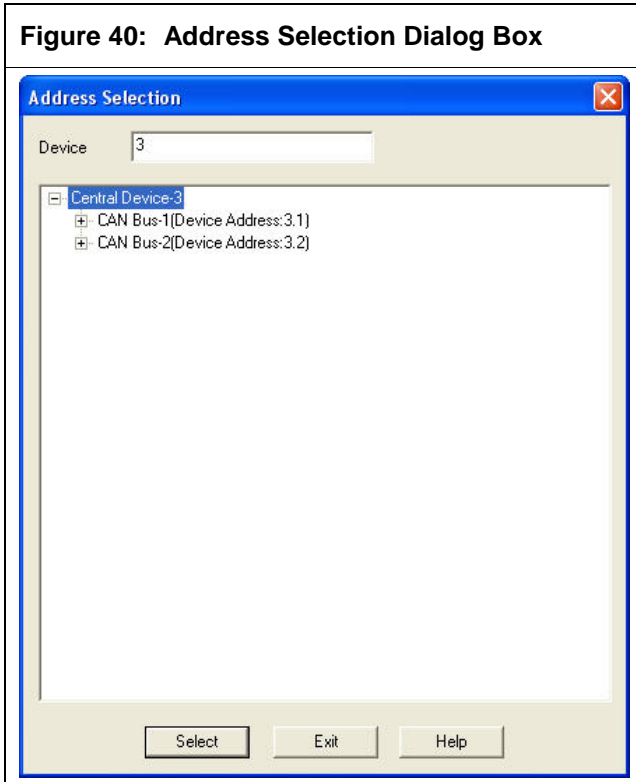 Figure 40: Address Selection Dialog Box
Address Selection
Device 3
Central Device-3
CAN Bus-1(Device Address:3.1)
CAN Bus-2(Device Address:3.2)
Select Exit Help